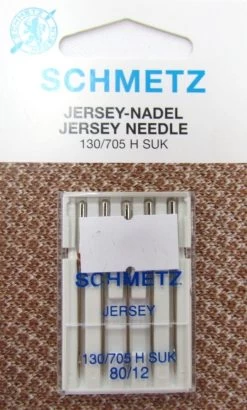 SCHMETZ
JERSEY-NADEL
JERSEY NEEDLE
130/705 H SUK
SCHMETZ
JERSEY
130/705 H SUK
80/12